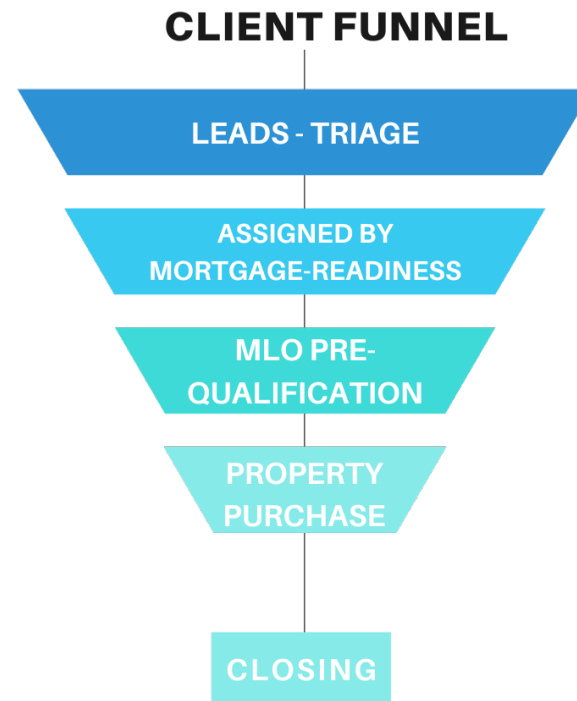 CLIENT FUNNEL
LEADS - TRIAGE
ASSIGNED BY
MORTGAGE-READINESS
MLO PRE-
QUALIFICATION
PROPERTY
PURCHASE
CLOSING